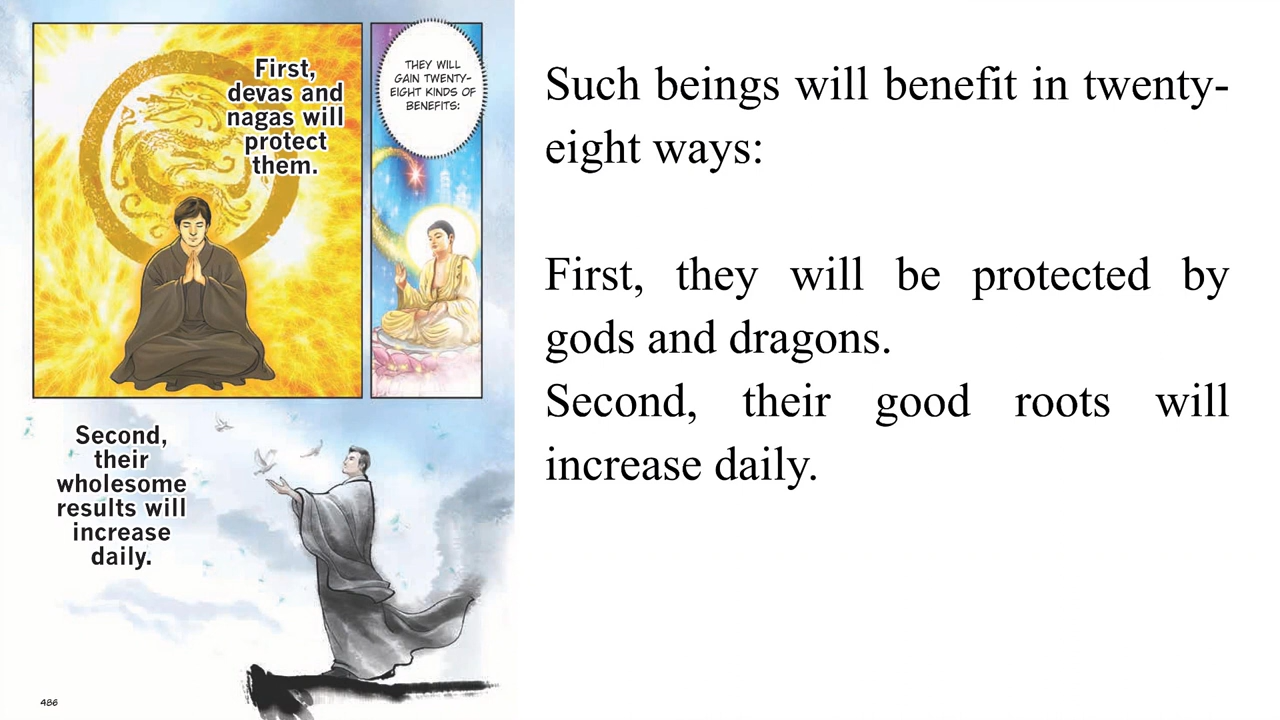 First,
devas and
nagas will
protect
them.
THEY WILL
GAIN TWENTY-
EIGHT KINDS OF
BENEFITS:
Second,
their
wholesome
results will
increase
daily.
486
Such beings will benefit in twenty-
eight ways:
First, they will be protected by
gods and dragons.
Second, their good roots will
increase daily.